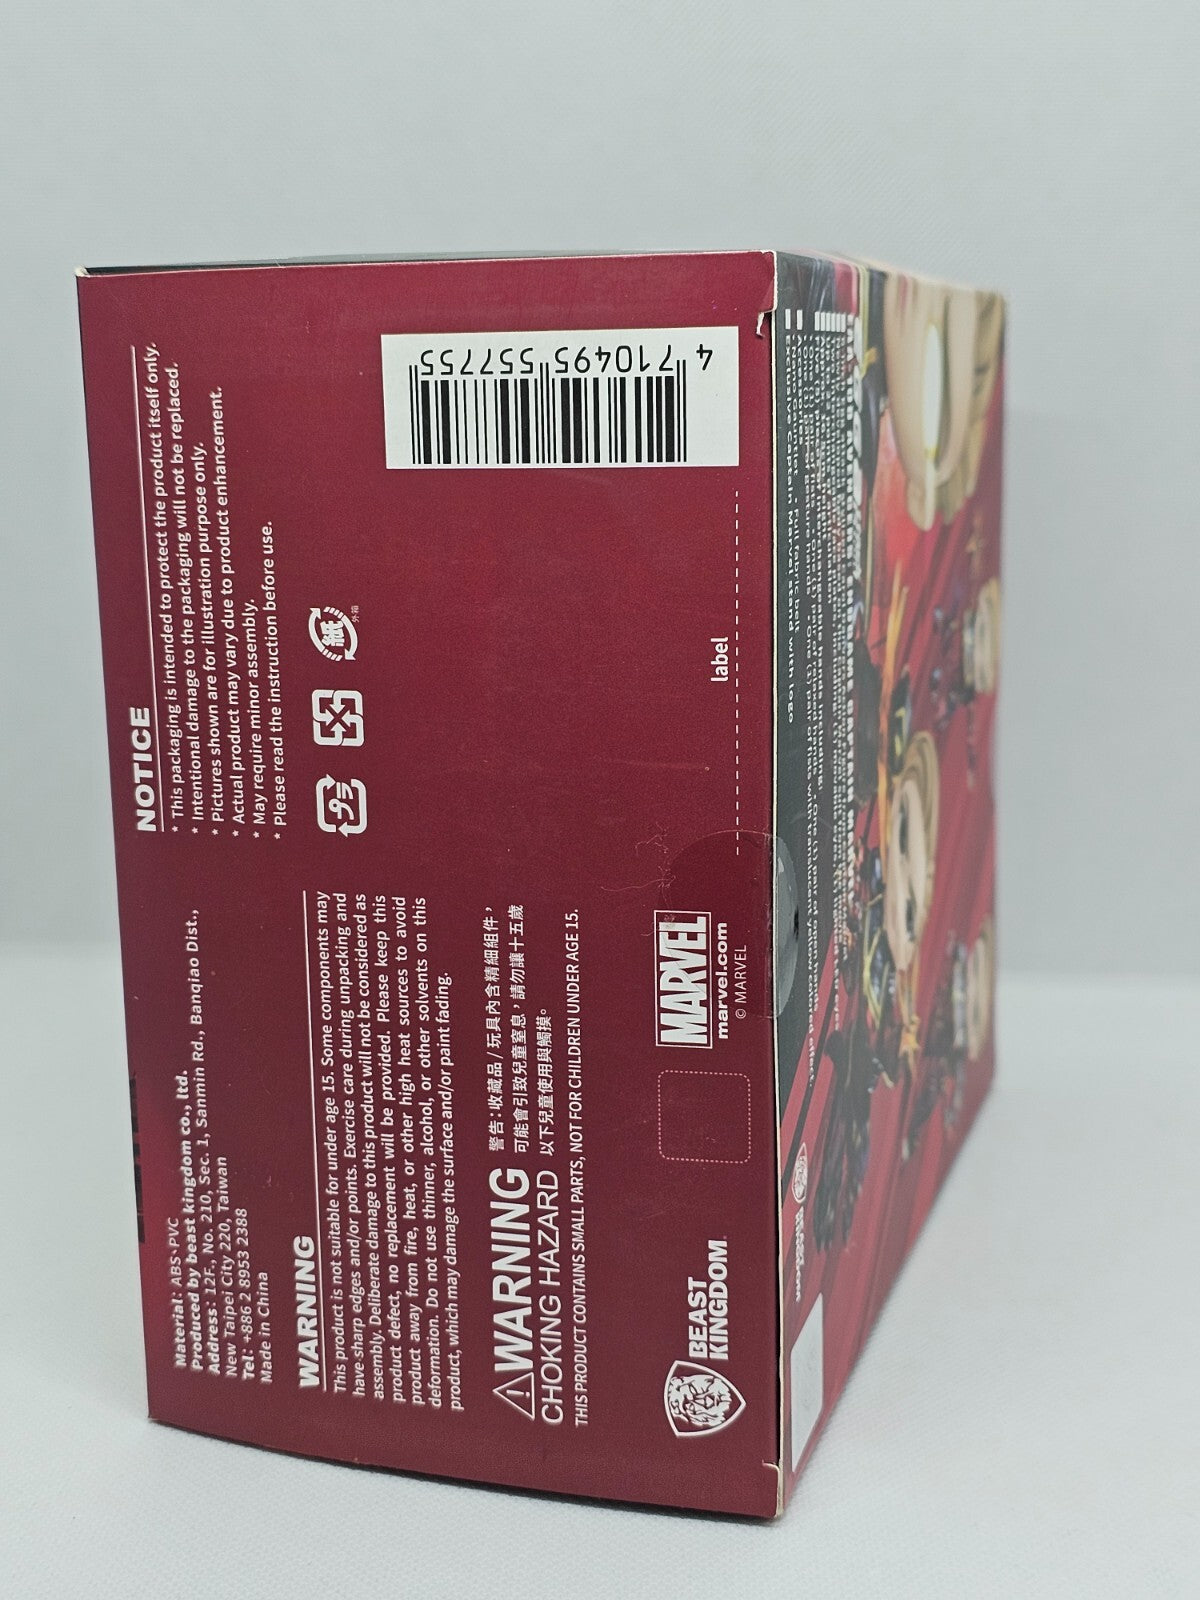 Material: ABS、PVC
Produced by beast kingdom co., ltd.
Address: 12F., No. 210, Sec. 1, Sanmin Rd., Banqiao Dist.,
New Taipei City 220, Taiwan
Tel: +886 2 8953 2388
Made in China
NOTICE
* This packaging is intended to protect the product itself only.
* Intentional damage to the packaging will not be replaced.
* Pictures shown are for illustration purpose only.
* Actual product may vary due to product enhancement.
* May require minor assembly.
* Please read the instruction before use.
プラ
紙
外箱
WARNING
This product is not suitable for under age 15. Some components may
have sharp edges and/or points. Exercise care during unpacking and
assembly. Deliberate damage to this product will not be considered as
product defect, no replacement will be provided. Please keep this
product away from fire, heat, or other high heat sources to avoid
deformation. Do not use thinner, alcohol, or other solvents on this
product, which may damage the surface and/or paint fading.
WARNING
CHOKING HAZARD
警告：收藏品/玩具內含精細組件，
可能會引致兒童窒息，請勿讓十五歲
以下兒童使用與觸摸。
THIS PRODUCT CONTAINS SMALL PARTS, NOT FOR CHILDREN UNDER AGE 15.
BEAST
KINGDOM
MARVEL
marvel.com
© MARVEL
label
4 710495 557755
BEAST
KINGDOM